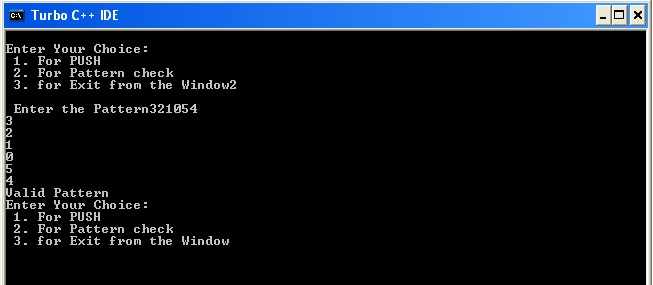 Turbo C++ IDE
Enter Your Choice:
1. For PUSH
2. For Pattern check
3. for Exit from the Window2
Enter the Pattern321054
3
2
1
0
5
4
Valid Pattern
Enter Your Choice:
1. For PUSH
2. For Pattern check
3. for Exit from the Window